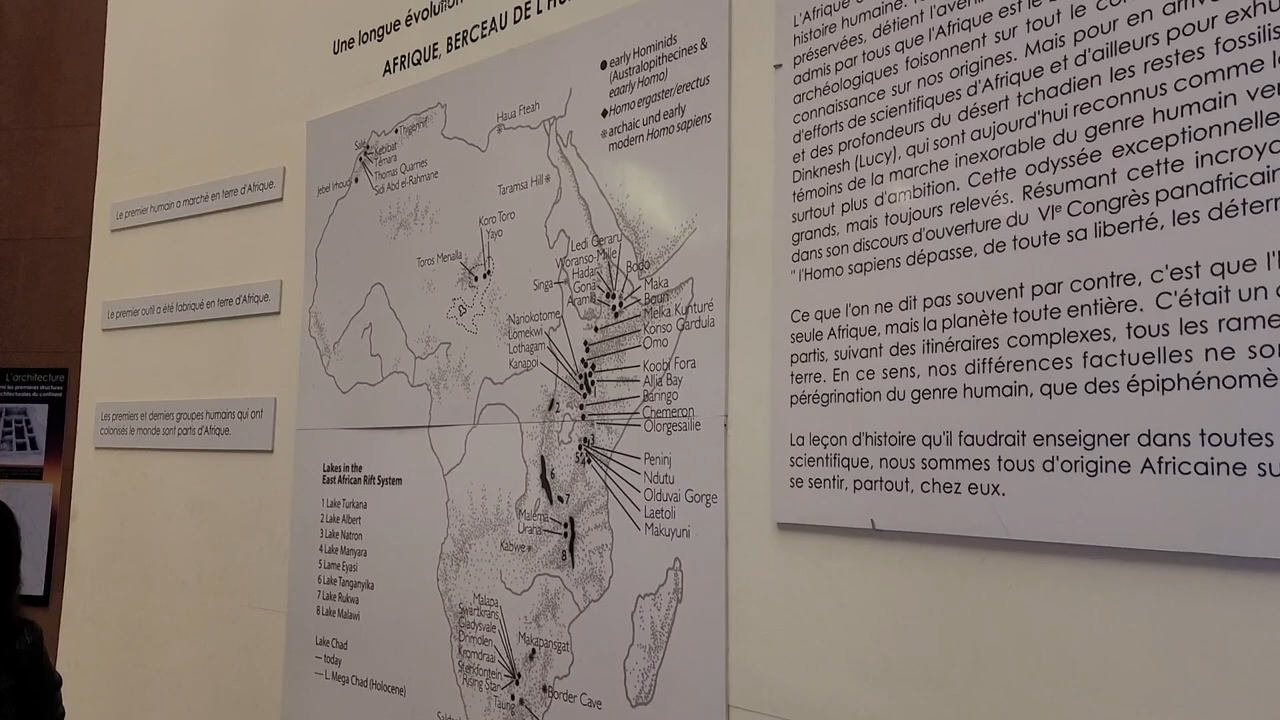 Une longue évolution
AFRIQUE, BERCEAU DE L'HU
Le premier humain a marché en terre d'Afrique.
Le premier outil a été fabriqué en terre d'Afrique.
Les premiers et derniers groupes humains qui ont
colonisés le monde sont partis d'Afrique.
L'architecture
early Hominids
(Australopithecines &
eaarly Homo)
Homo ergaster/erectus
archaic und early
modern Homo sapiens
Haua Fteah
Thigennif
Salé
Kebibat
Témara
Thomas Quarries
Sidi Abd el-Rahmane
Jebel Irhoud
Taramsa Hill
Koro Toro
Yayo
Toros Menalla
Singa
Ledi Geraru
Woranso-Mille
Hadar
Gona
Aramis
Bodo
Maka
Bouri
Melka Kunturé
Konso Gardula
Omo
Nariokotome
Lomekwi
Lothagam
Kanapoi
Koobi Fora
Allia Bay
Baringo
Chemeron
Olorgesailie
Peninj
Ndutu
Olduvai Gorge
Laetoli
Makuyuni
2
6
7
8
Malema
Uraha
Kabwe
Malapa
Swartkrans
Gladysvale
Drimolen
Kromdraai
Sterkfontein
Rising Star
Taung
Makapansgat
Border Cave
Lakes in the
East African Rift System
1 Lake Turkana
2 Lake Albert
3 Lake Natron
4 Lake Manyara
5 Lame Eyasi
6 Lake Tanganyika
7 Lake Rukwa
8 Lake Malawi
Lake Chad
— today
— L. Mega Chad (Holocene)
L'Afrique
histoire humaine.
préservées, détient l'aveni
admis par tous que l'Afrique est le
archéologiques foisonnent sur tout le
connaissance sur nos origines. Mais pour en arriv
d'efforts de scientifiques d'Afrique et d'ailleurs pour exhu
et des profondeurs du désert tchadien les restes fossilis
Dinknesh (Lucy), qui sont aujourd'hui reconnus comme l
témoins de la marche inexorable du genre humain ver
surtout plus d'ambition. Cette odyssée exceptionnelle
grands, mais toujours relevés. Résumant cette incroya
dans son discours d'ouverture du VIe Congrès panafricain
" l'Homo sapiens dépasse, de toute sa liberté, les déterm
Ce que l'on ne dit pas souvent par contre, c'est que l'
seule Afrique, mais la planète toute entière. C'était un
partis, suivant des itinéraires complexes, tous les rame
terre. En ce sens, nos différences factuelles ne so
pérégrination du genre humain, que des épiphénomè
La leçon d'histoire qu'il faudrait enseigner dans toutes
scientifique, nous sommes tous d'origine Africaine su
se sentir, partout, chez eux.